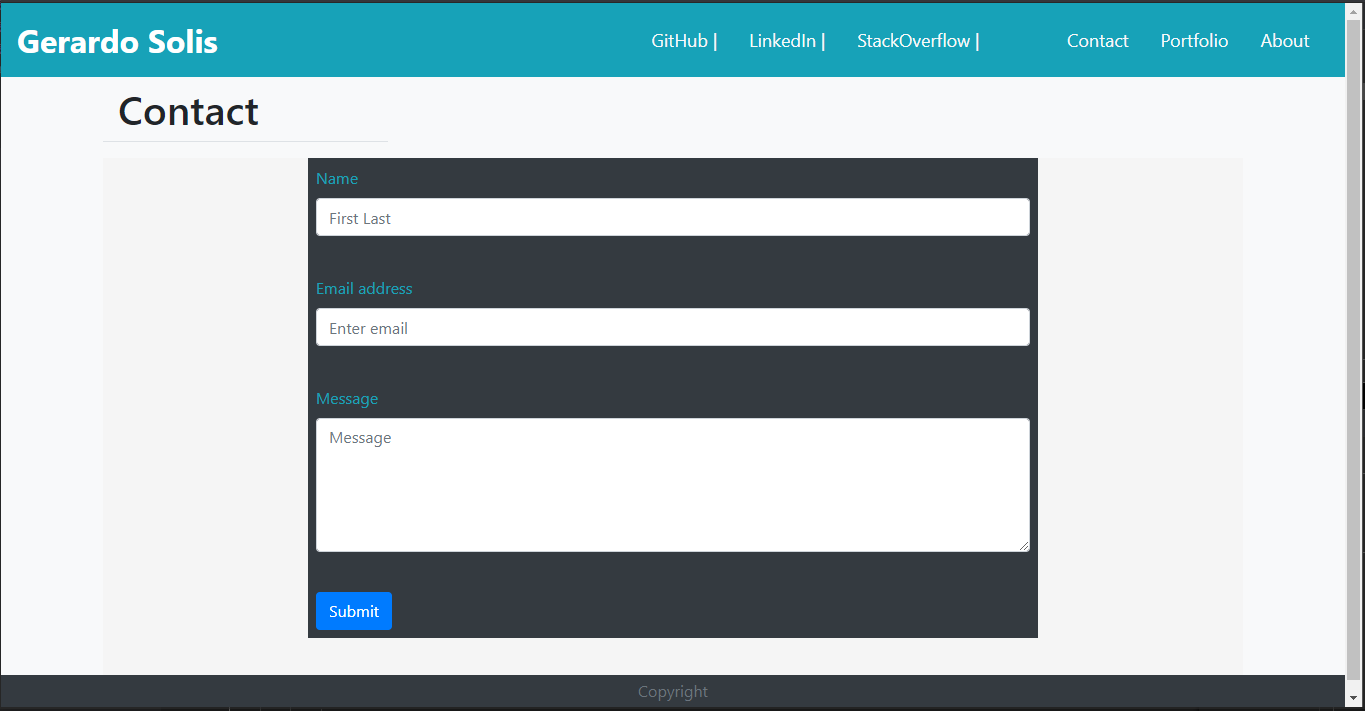 Gerardo Solis GitHub | LinkedIn | StackOverflow | Contact Portfolio About
Contact
Name
First Last
Email address
Enter email
Message
Message
Submit
Copyright